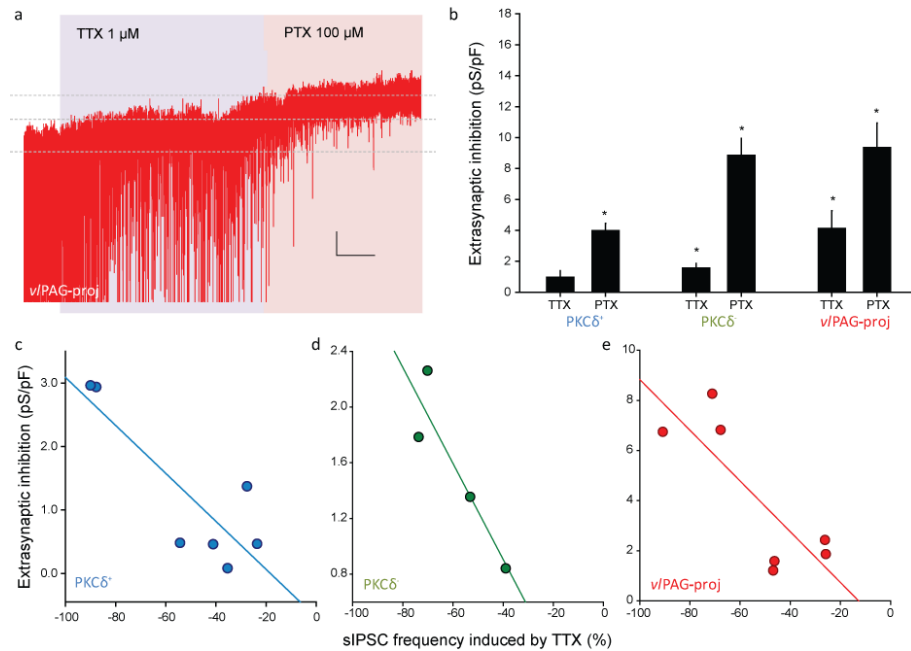 a
TTX 1 µM
PTX 100 µM
vlPAG-proj
b
Extrasynaptic inhibition (pS/pF)
18
16
14
12
10
8
6
4
2
0
* * * * *
TTX PTX TTX PTX TTX PTX
PKCδ⁺ PKCδ⁻ vlPAG-proj
c
Extrasynaptic inhibition (pS/pF)
3.0
2.0
1.0
0.0
PKCδ⁺
-100 -80 -60 -40 -20 0
d
2.4
2.2
1.8
1.4
1.0
0.6
PKCδ⁻
-100 -80 -60 -40 -20 0
e
10
8
6
4
2
0
vlPAG-proj
-100 -80 -60 -40 -20 0
sIPSC frequency induced by TTX (%)